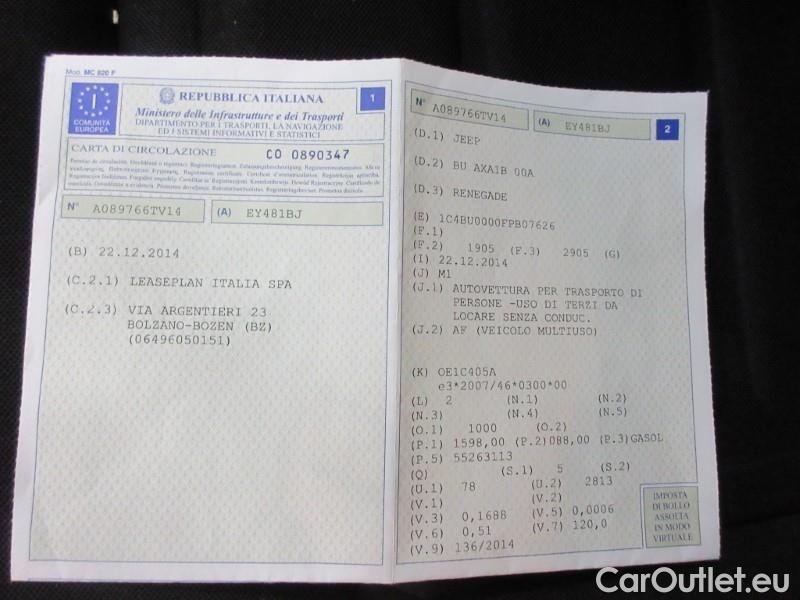 Mod. MC 820 F
I
COMUNITÀ
EUROPEA
REPUBBLICA ITALIANA
Ministero delle Infrastrutture e dei Trasporti
DIPARTIMENTO PER I TRASPORTI, LA NAVIGAZIONE
ED I SISTEMI INFORMATIVI E STATISTICI
1
CARTA DI CIRCOLAZIONE CO 0890347
N° A089766TV14 (A) EY481BJ
(B) 22.12.2014
(C.2.1) LEASEPLAN ITALIA SPA
(C.2.3) VIA ARGENTIERI 23
BOLZANO-BOZEN (BZ)
(06496050151)
N° A089766TV14 (A) EY481BJ 2
(D.1) JEEP
(D.2) BU AXA1B 00A
(D.3) RENEGADE
(E) 1C4BU0000FPB07626
(F.1)
(F.2) 1905 (F.3) 2905 (G)
(I) 22.12.2014
(J) M1
(J.1) AUTOVETTURA PER TRASPORTO DI
PERSONE -USO DI TERZI DA
LOCARE SENZA CONDUC.
(J.2) AF (VEICOLO MULTIUSO)
(K) OE1C405A
e3*2007/46*0300*00
(L) 2 (N.1) (N.2)
(N.3) (N.4) (N.5)
(O.1) 1000 (O.2)
(P.1) 1598,00 (P.2)088,00 (P.3)GASOL
(P.5) 55263113
(Q) (S.1) 5 (S.2)
(U.1) 78 (U.2) 2813
(V.1) (V.2)
(V.3) 0,1688 (V.5) 0,0006
(V.6) 0,51 (V.7) 120,0
(V.9) 136/2014
IMPOSTA
DI BOLLO
ASSOLTA
IN MODO
VIRTUALE
CarOutlet.eu